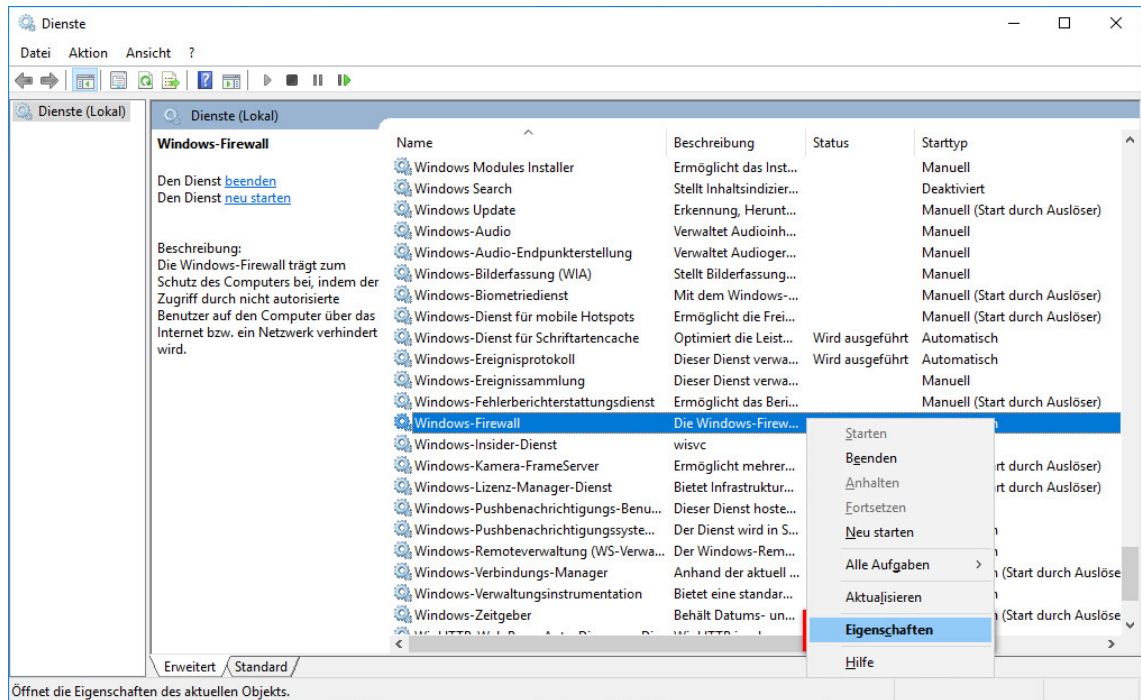 Dienste
Datei Aktion Ansicht ?
Dienste (Lokal)
Dienste (Lokal)
Windows-Firewall
Den Dienst beenden
Den Dienst neu starten
Beschreibung:
Die Windows-Firewall trägt zum
Schutz des Computers bei, indem der
Zugriff durch nicht autorisierte
Benutzer auf den Computer über das
Internet bzw. ein Netzwerk verhindert
wird.
Name Beschreibung Status Starttyp
Windows Modules Installer Ermöglicht das Inst... Manuell
Windows Search Stellt Inhaltsindizier... Deaktiviert
Windows Update Erkennung, Herunt... Manuell (Start durch Auslöser)
Windows-Audio Verwaltet Audioinh... Manuell
Windows-Audio-Endpunkterstellung Verwaltet Audioger... Manuell
Windows-Bilderfassung (WIA) Stellt Bilderfassung... Manuell
Windows-Biometriedienst Mit dem Windows-... Manuell (Start durch Auslöser)
Windows-Dienst für mobile Hotspots Ermöglicht die Frei... Manuell (Start durch Auslöser)
Windows-Dienst für Schriftartencache Optimiert die Leist... Wird ausgeführt Automatisch
Windows-Ereignisprotokoll Dieser Dienst verwa... Wird ausgeführt Automatisch
Windows-Ereignissammlung Dieser Dienst verwa... Manuell
Windows-Fehlerberichterstattungsdienst Ermöglicht das Beri... Manuell (Start durch Auslöser)
Windows-Firewall Die Windows-Firew...
Windows-Insider-Dienst wisvc
Windows-Kamera-FrameServer Ermöglicht mehrer... durch Auslöser)
Windows-Lizenz-Manager-Dienst Bietet Infrastruktur... durch Auslöser)
Windows-Pushbenachrichtigungs-Benu... Dieser Dienst hoste...
Windows-Pushbenachrichtigungssyste... Der Dienst wird in S...
Windows-Remoteverwaltung (WS-Verwa... Der Windows-Rem...
Windows-Verbindungs-Manager Anhand der aktuell ... (Start durch Auslöse
Windows-Verwaltungsinstrumentation Bietet eine standar...
Windows-Zeitgeber Behält Datums- un... (Start durch Auslöse
Starten
Beenden
Anhalten
Fortsetzen
Neu starten
Alle Aufgaben
Aktualisieren
Eigenschaften
Hilfe
Erweitert Standard
Öffnet die Eigenschaften des aktuellen Objekts.